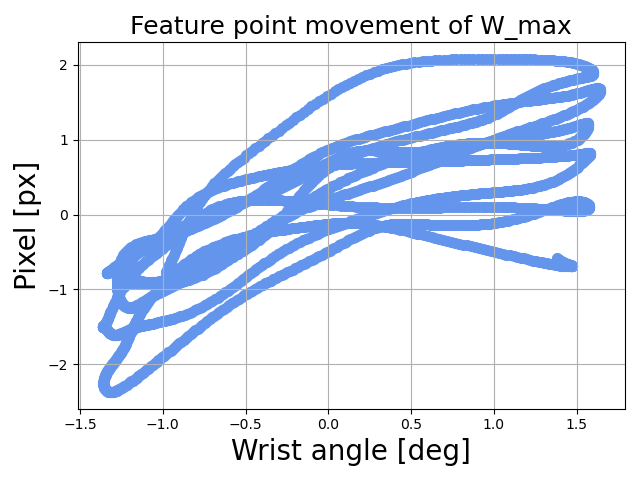 Feature point movement of W_max
Pixel [px]
2
1
0
−1
−2
−1.5 −1.0 −0.5 0.0 0.5 1.0 1.5
Wrist angle [deg]